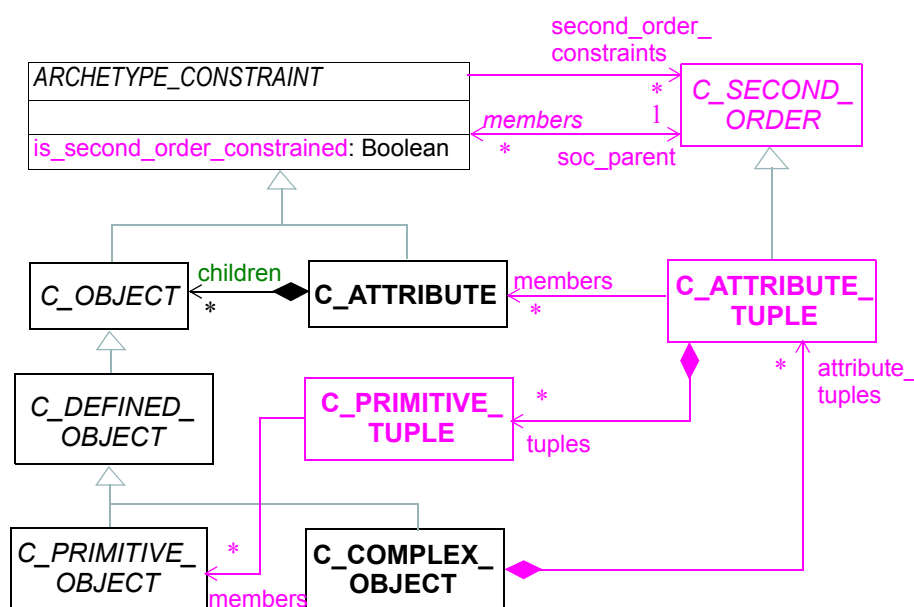 second_order_
constraints
ARCHETYPE_CONSTRAINT
*
C_SECOND_
ORDER
members
1
is_second_order_constrained: Boolean
*
soc_parent
children
members
C_OBJECT
*
C_ATTRIBUTE
*
C_ATTRIBUTE_
TUPLE
*
attribute_
tuples
C_DEFINED_
OBJECT
C_PRIMITIVE_
TUPLE
*
tuples
C_PRIMITIVE_
OBJECT
*
members
C_COMPLEX_
OBJECT